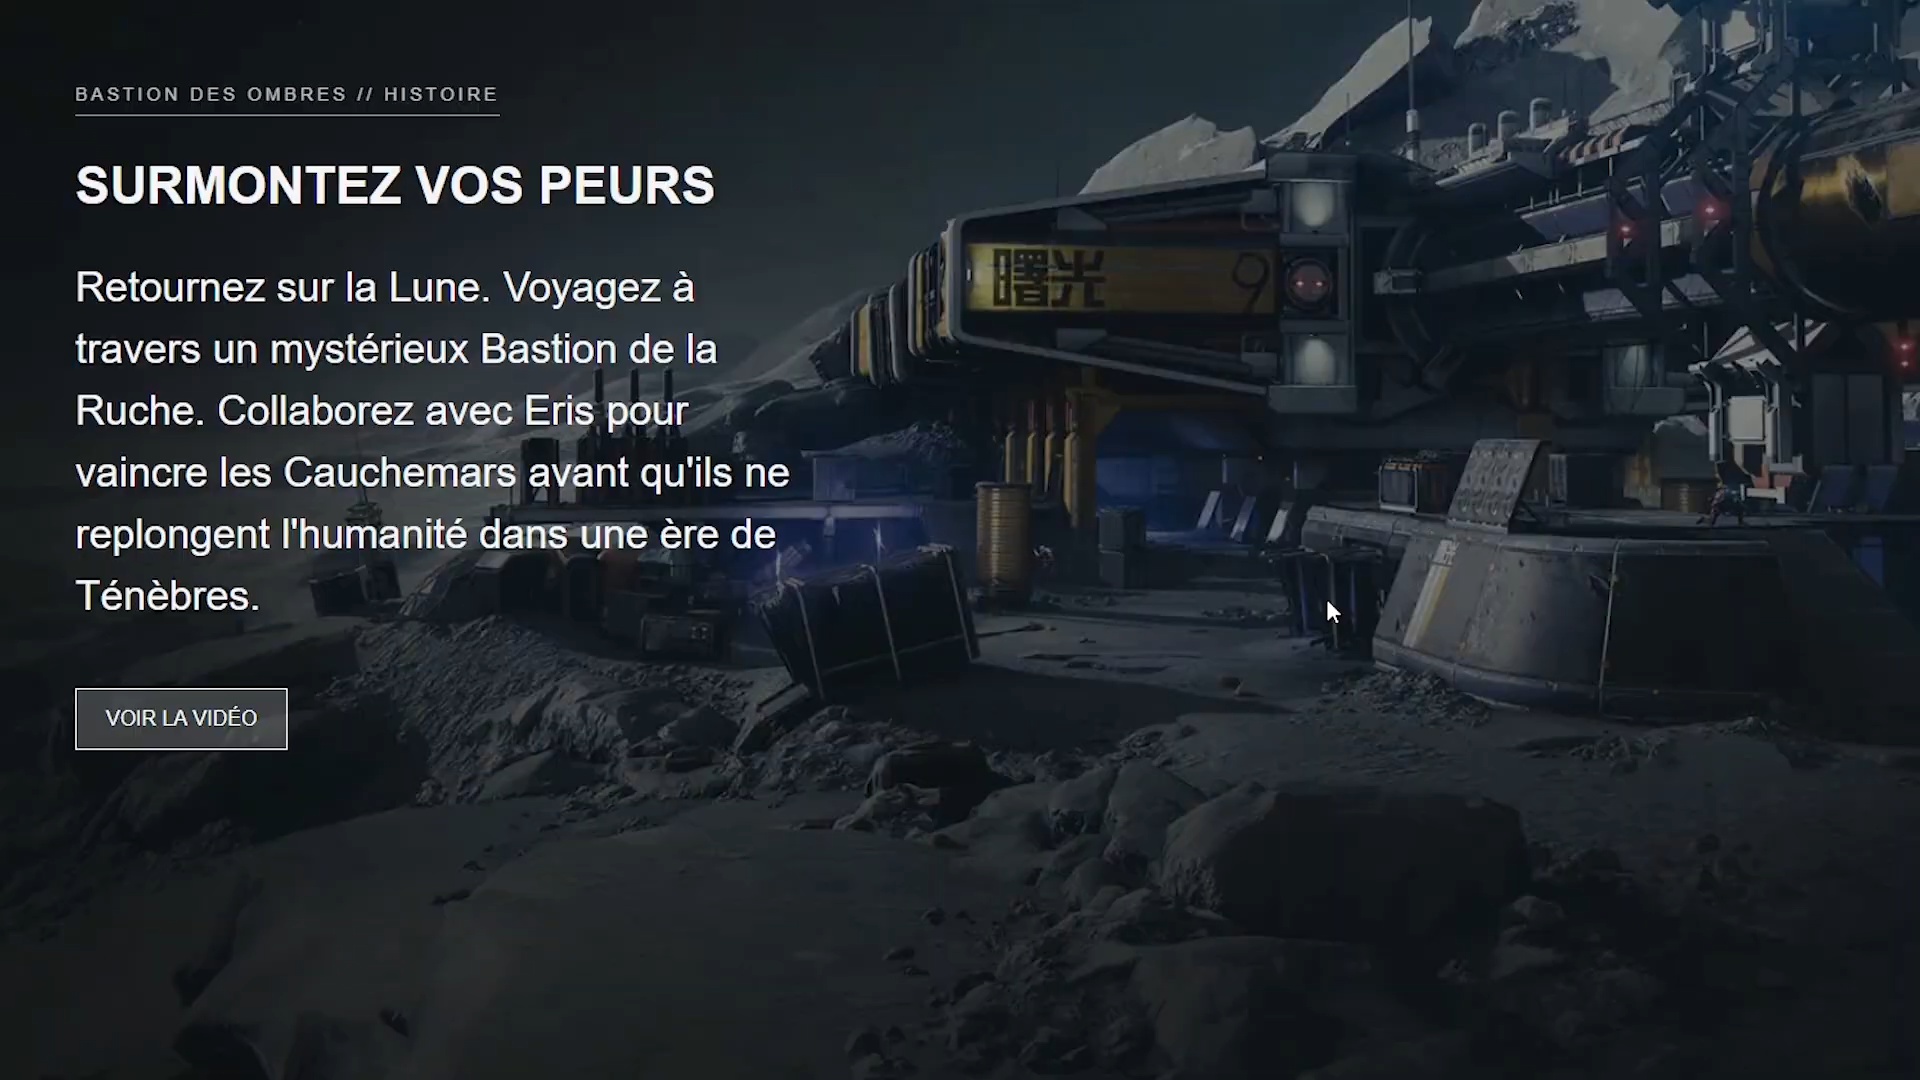 BASTION DES OMBRES // HISTOIRE
SURMONTEZ VOS PEURS
Retournez sur la Lune. Voyagez à
travers un mystérieux Bastion de la
Ruche. Collaborez avec Eris pour
vaincre les Cauchemars avant qu'ils ne
replongent l'humanité dans une ère de
Ténèbres.
VOIR LA VIDÉO
曙光 9